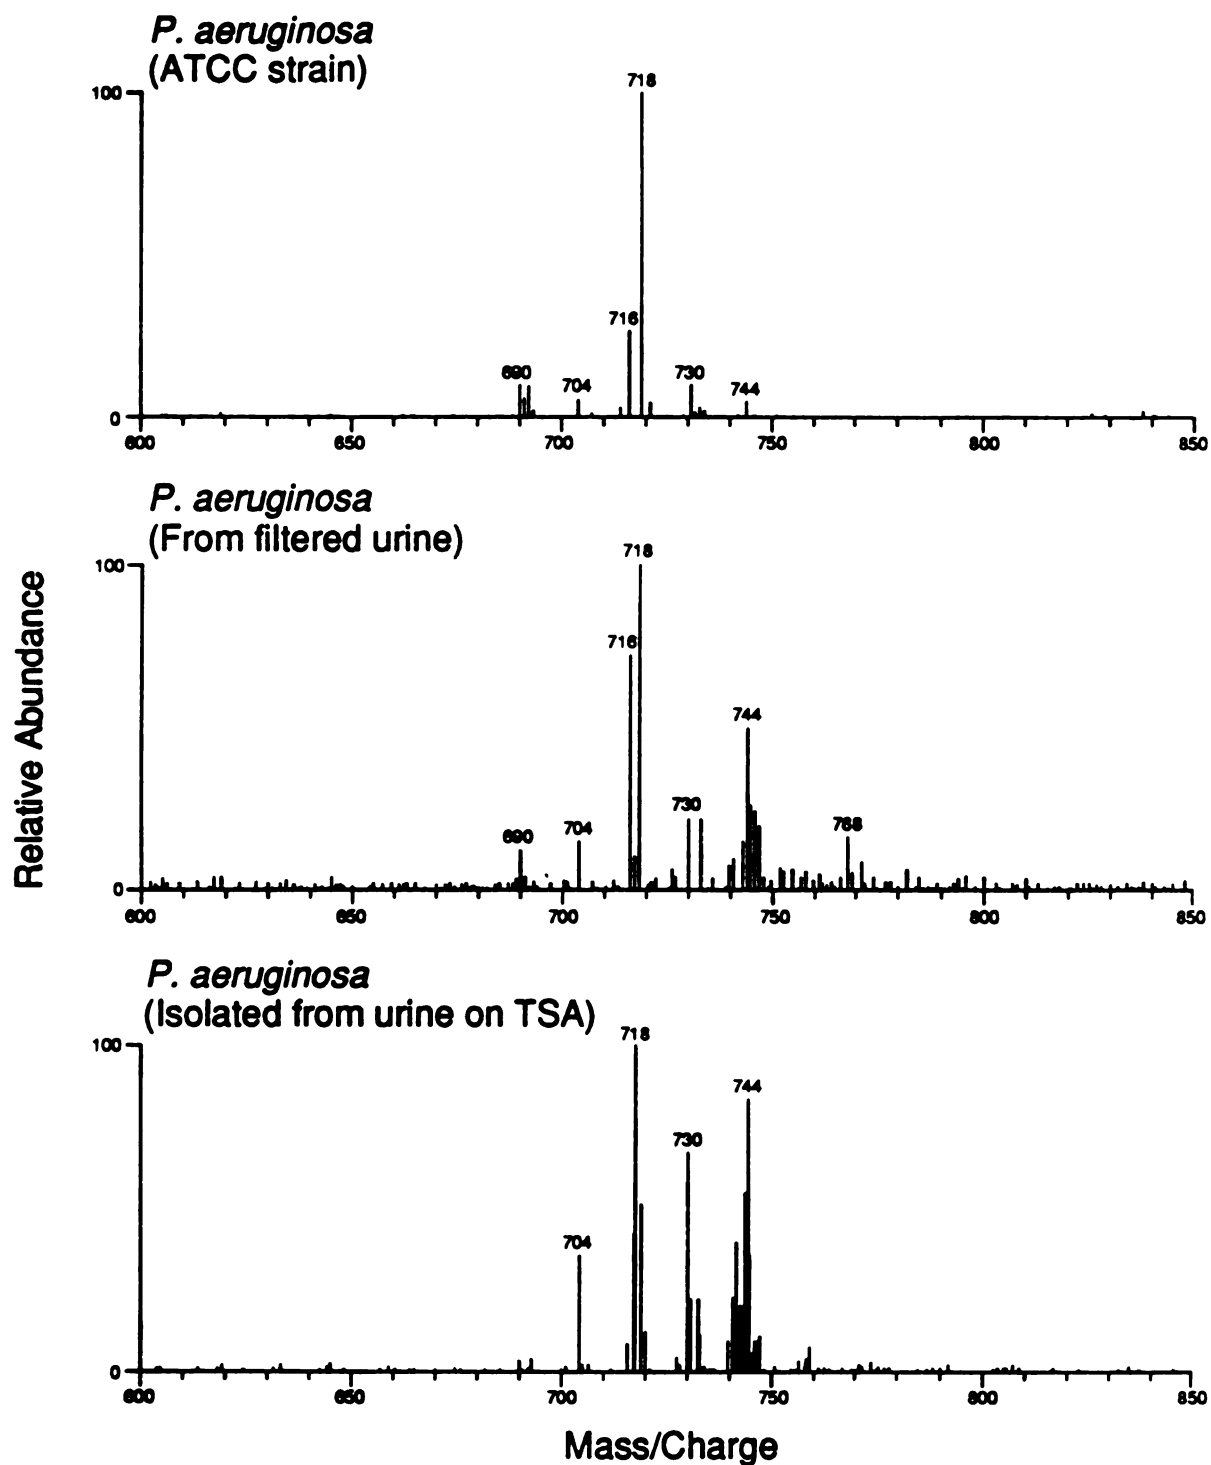 P. aeruginosa
(ATCC strain)
100
718
716
690
704
730
744
0
600 650 700 750 800 850
P. aeruginosa
(From filtered urine)
100
718
716
744
730
768
704
690
0
600 650 700 750 800 850
P. aeruginosa
(Isolated from urine on TSA)
100
718
744
730
704
0
600 650 700 750 800 850
Relative Abundance
Mass/Charge